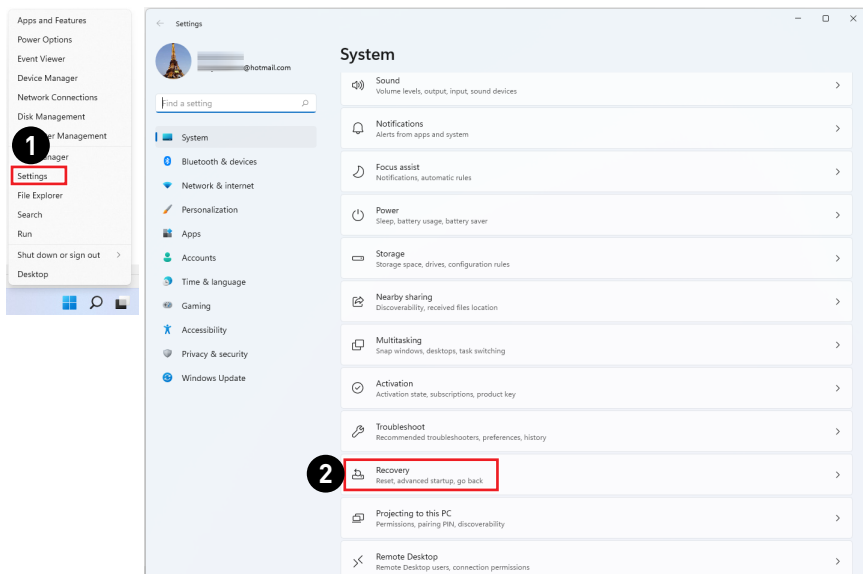 Apps and Features
Power Options
Event Viewer
Device Manager
Network Connections
Disk Management
Management
1
Settings
File Explorer
Search
Run
Shut down or sign out
Desktop
Settings
@hotmail.com
Find a setting
System
Bluetooth & devices
Network & internet
Personalization
Apps
Accounts
Time & language
Gaming
Accessibility
Privacy & security
Windows Update
System
Sound
Volume levels, output, input, sound devices
Notifications
Alerts from apps and system
Focus assist
Notifications, automatic rules
Power
Sleep, battery usage, battery saver
Storage
Storage space, drives, configuration rules
Nearby sharing
Discoverability, received files location
Multitasking
Snap windows, desktops, task switching
Activation
Activation state, subscriptions, product key
Troubleshoot
Recommended troubleshooters, preferences, history
2
Recovery
Reset, advanced startup, go back
Projecting to this PC
Permissions, pairing PIN, discoverability
Remote Desktop
Remote Desktop users, connection permissions